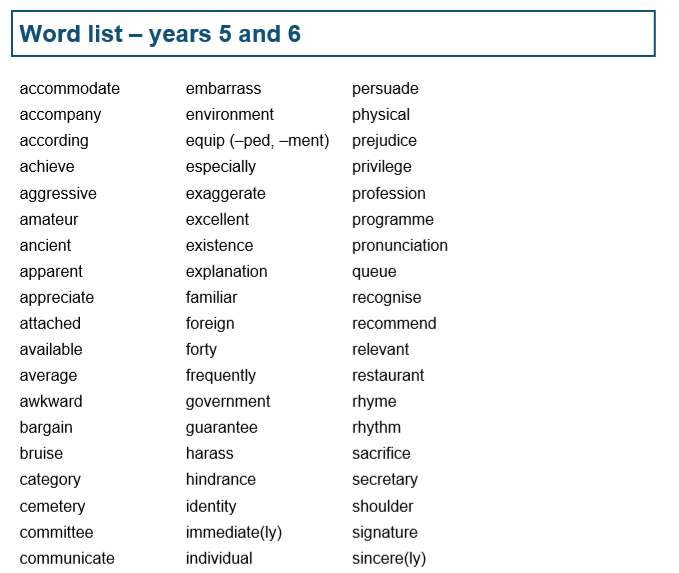 Word list – years 5 and 6
accommodate embarrass persuade
accompany environment physical
according equip (–ped, –ment) prejudice
achieve especially privilege
aggressive exaggerate profession
amateur excellent programme
ancient existence pronunciation
apparent explanation queue
appreciate familiar recognise
attached foreign recommend
available forty relevant
average frequently restaurant
awkward government rhyme
bargain guarantee rhythm
bruise harass sacrifice
category hindrance secretary
cemetery identity shoulder
committee immediate(ly) signature
communicate individual sincere(ly)